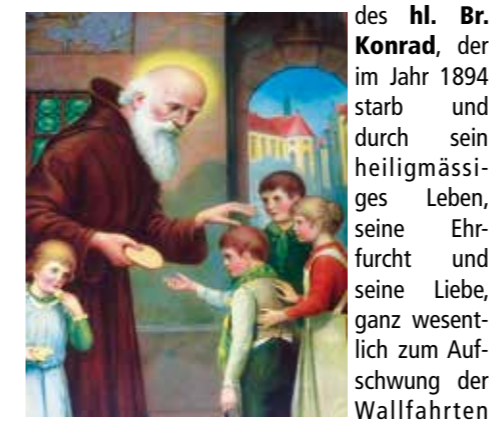 des hl. Br.
Konrad, der
im Jahr 1894
starb und
durch sein
heiligmässi-
ges Leben,
seine Ehr-
furcht und
seine Liebe,
ganz wesent-
lich zum Auf-
schwung der
Wallfahrten